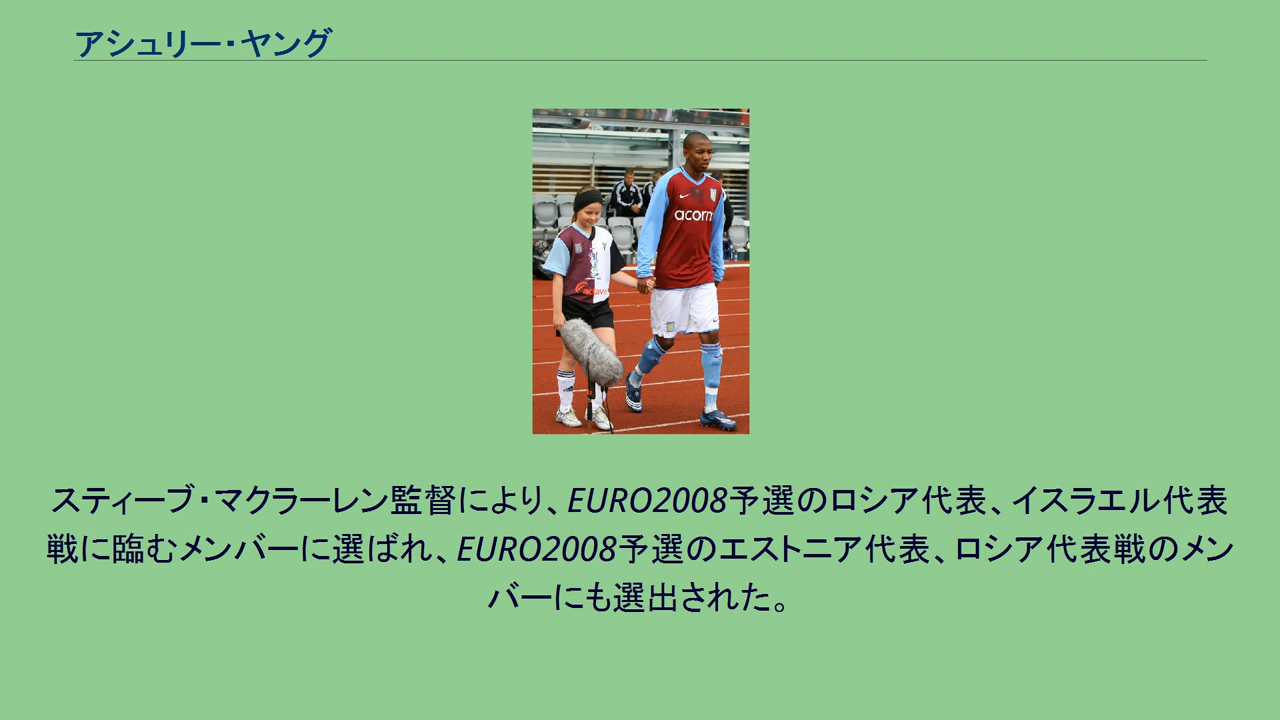 アシュリー・ヤング
acorn
スティーブ・マクラーレン監督により、EURO2008予選のロシア代表、イスラエル代表
戦に臨むメンバーに選ばれ、EURO2008予選のエストニア代表、ロシア代表戦のメン
バーにも選出された。